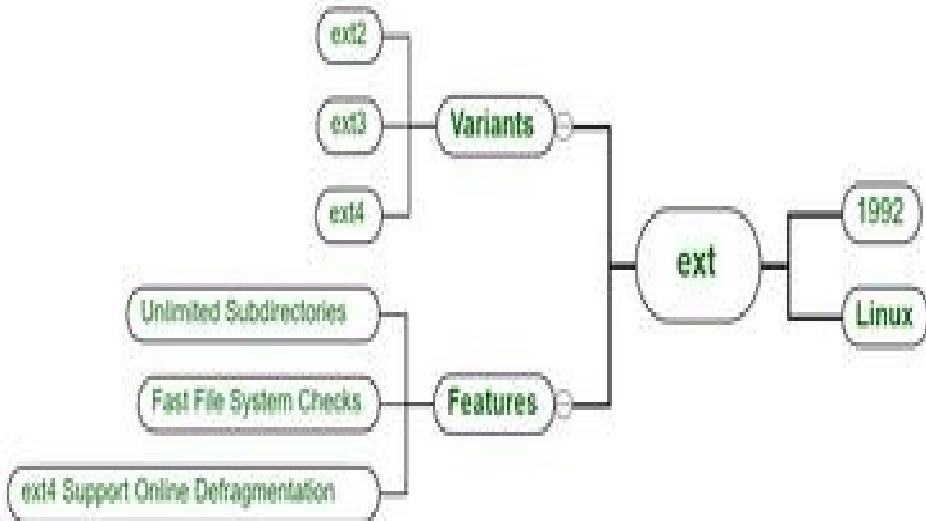 ext2
ext3
ext4
Variants
ext
1992
Linux
Unlimited Subdirectories
Fast File System Checks
ext4 Support Online Defragmentation
Features